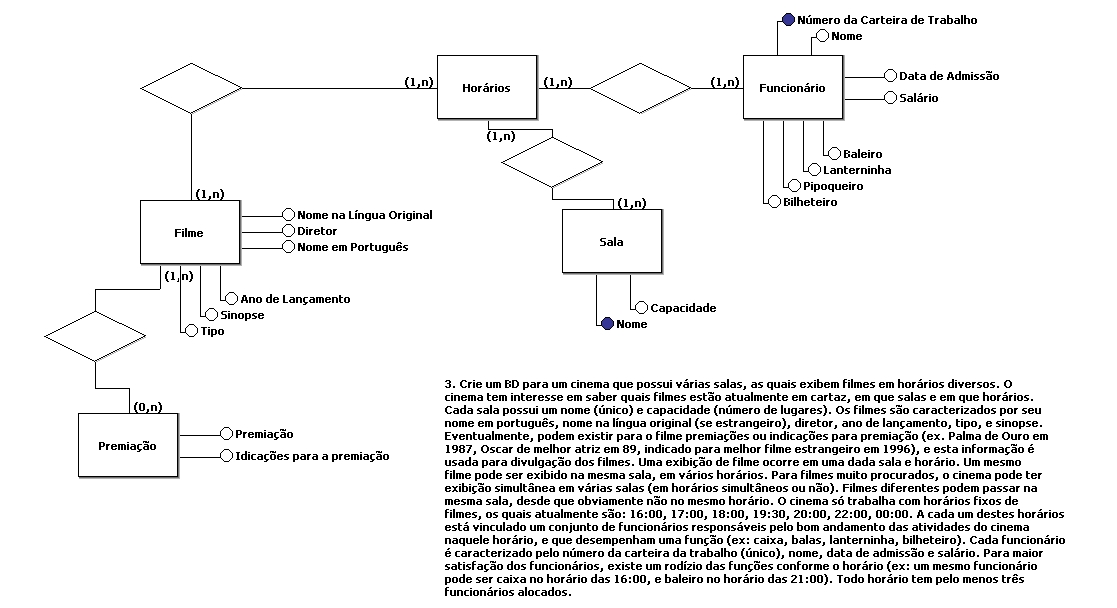 Número da Carteira de Trabalho
Nome
(1,n)
Horários
(1,n)
(1,n)
Funcionário
Data de Admissão
Salário
(1,n)
Baleiro
Lanterninha
Pipoqueiro
Bilheteiro
(1,n)
Filme
Nome na Língua Original
Diretor
Nome em Português
(1,n)
Sala
(1,n)
Ano de Lançamento
Sinopse
Tipo
Capacidade
Nome
(0,n)
Premiação
Premiação
Idicações para a premiação
3. Crie um BD para um cinema que possui várias salas, as quais exibem filmes em horários diversos. O
cinema tem interesse em saber quais filmes estão atualmente em cartaz, em que salas e em que horários.
Cada sala possui um nome (único) e capacidade (número de lugares). Os filmes são caracterizados por seu
nome em português, nome na língua original (se estrangeiro), diretor, ano de lançamento, tipo, e sinopse.
Eventualmente, podem existir para o filme premiações ou indicações para premiação (ex. Palma de Ouro em
1987, Oscar de melhor atriz em 89, indicado para melhor filme estrangeiro em 1996), e esta informação é
usada para divulgação dos filmes. Uma exibição de filme ocorre em uma dada sala e horário. Um mesmo
filme pode ser exibido na mesma sala, em vários horários. Para filmes muito procurados, o cinema pode ter
exibição simultânea em várias salas (em horários simultâneos ou não). Filmes diferentes podem passar na
mesma sala, desde que obviamente não no mesmo horário. O cinema só trabalha com horários fixos de
filmes, os quais atualmente são: 16:00, 17:00, 18:00, 19:30, 20:00, 22:00, 00:00. A cada um destes horários
está vinculado um conjunto de funcionários responsáveis pelo bom andamento das atividades do cinema
naquele horário, e que desempenham uma função (ex: caixa, balas, lanterninha, bilheteiro). Cada funcionário
é caracterizado pelo número da carteira da trabalho (único), nome, data de admissão e salário. Para maior
satisfação dos funcionários, existe um rodízio das funções conforme o horário (ex: um mesmo funcionário
pode ser caixa no horário das 16:00, e baleiro no horário das 21:00). Todo horário tem pelo menos três
funcionários alocados.